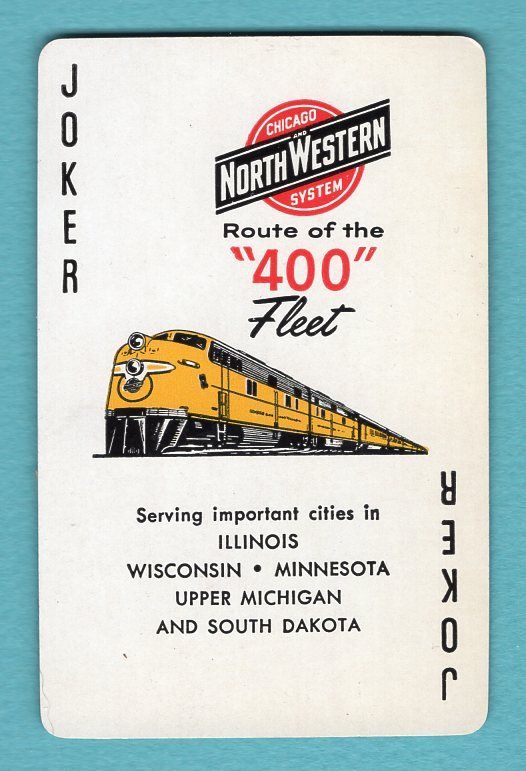 JOKER
CHICAGO
AND
NORTH WESTERN
SYSTEM
Route of the
"400"
Fleet
Serving important cities in
ILLINOIS
WISCONSIN • MINNESOTA
UPPER MICHIGAN
AND SOUTH DAKOTA
JOKER